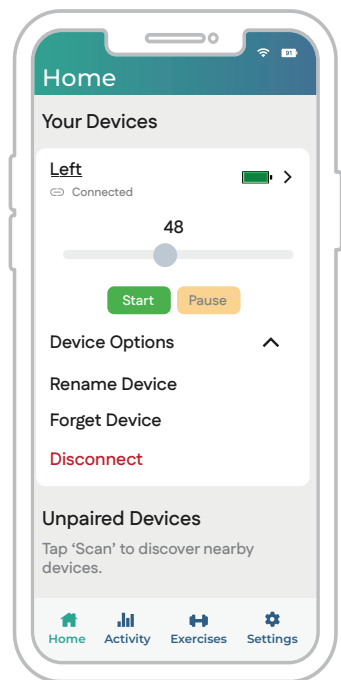 91
Home
Your Devices
Left
Connected
48
Start Pause
Device Options
Rename Device
Forget Device
Disconnect
Unpaired Devices
Tap ‘Scan’ to discover nearby
devices.
Home Activity Exercises Settings